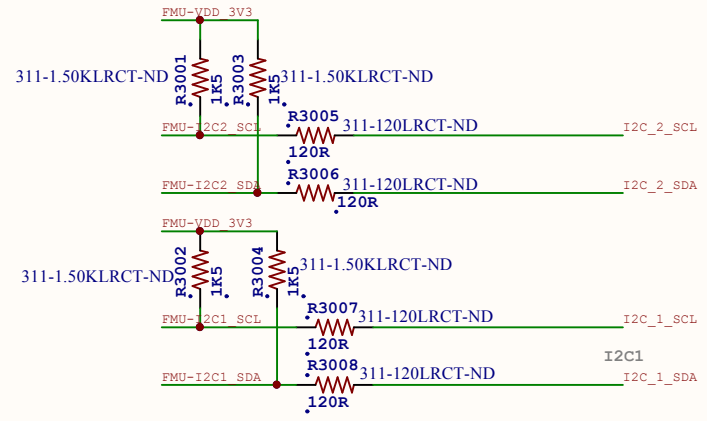 FMU-VDD_3V3
311-1.50KLRCT-ND
R3001
1K5
R3003
1K5
311-1.50KLRCT-ND
R3005
311-120LRCT-ND
FMU-I2C2_SCL
I2C_2_SCL
120R
R3006
311-120LRCT-ND
FMU-I2C2_SDA
I2C_2_SDA
120R
FMU-VDD_3V3
311-1.50KLRCT-ND
R3002
1K5
R3004
1K5
311-1.50KLRCT-ND
R3007
311-120LRCT-ND
FMU-I2C1_SCL
I2C_1_SCL
120R
I2C1
R3008
311-120LRCT-ND
FMU-I2C1_SDA
I2C_1_SDA
120R